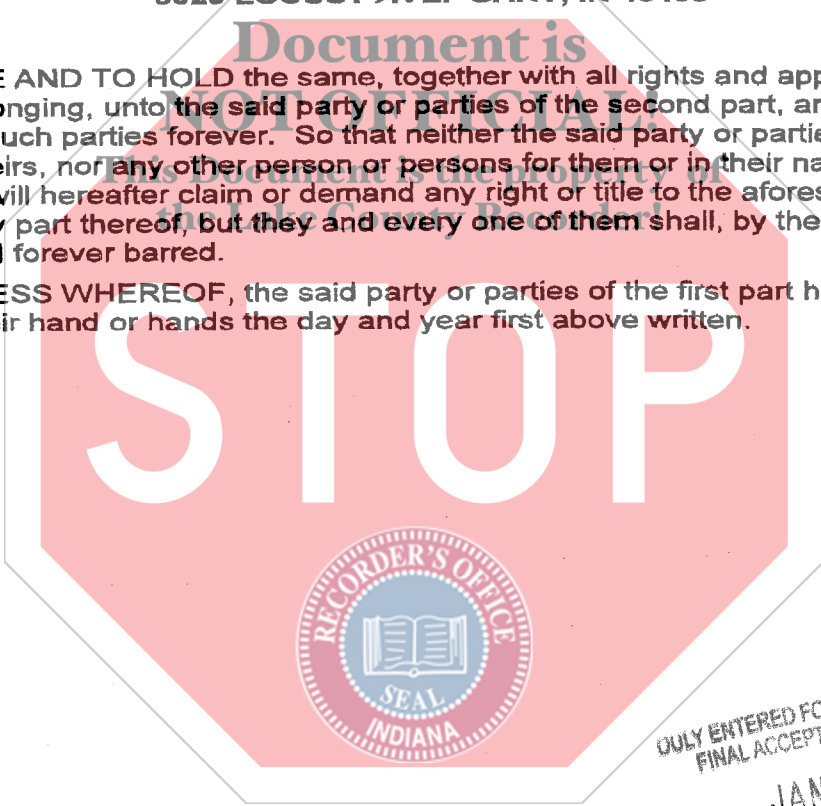 LOCUST AVE. GARY, IN
Document is
E AND TO HOLD the same, together with all rights and app
onging, unto the said party or parties of the second part, an
NOT OFFICIAL!
uch parties forever. So that neither the said party or partie
eirs, nor any other person or persons for them or in their na
This Document is the property of
vill hereafter claim or demand any right or title to the afores
the Lake County Recorder!
y part thereof, but they and every one of them shall, by the
d forever barred.
ESS WHEREOF, the said party or parties of the first part h
ir hand or hands the day and year first above written.
STOP
RECORDER'S OFFICE
SEAL
INDIANA
DULY ENTERED FO
FINAL ACCEPT
JAN